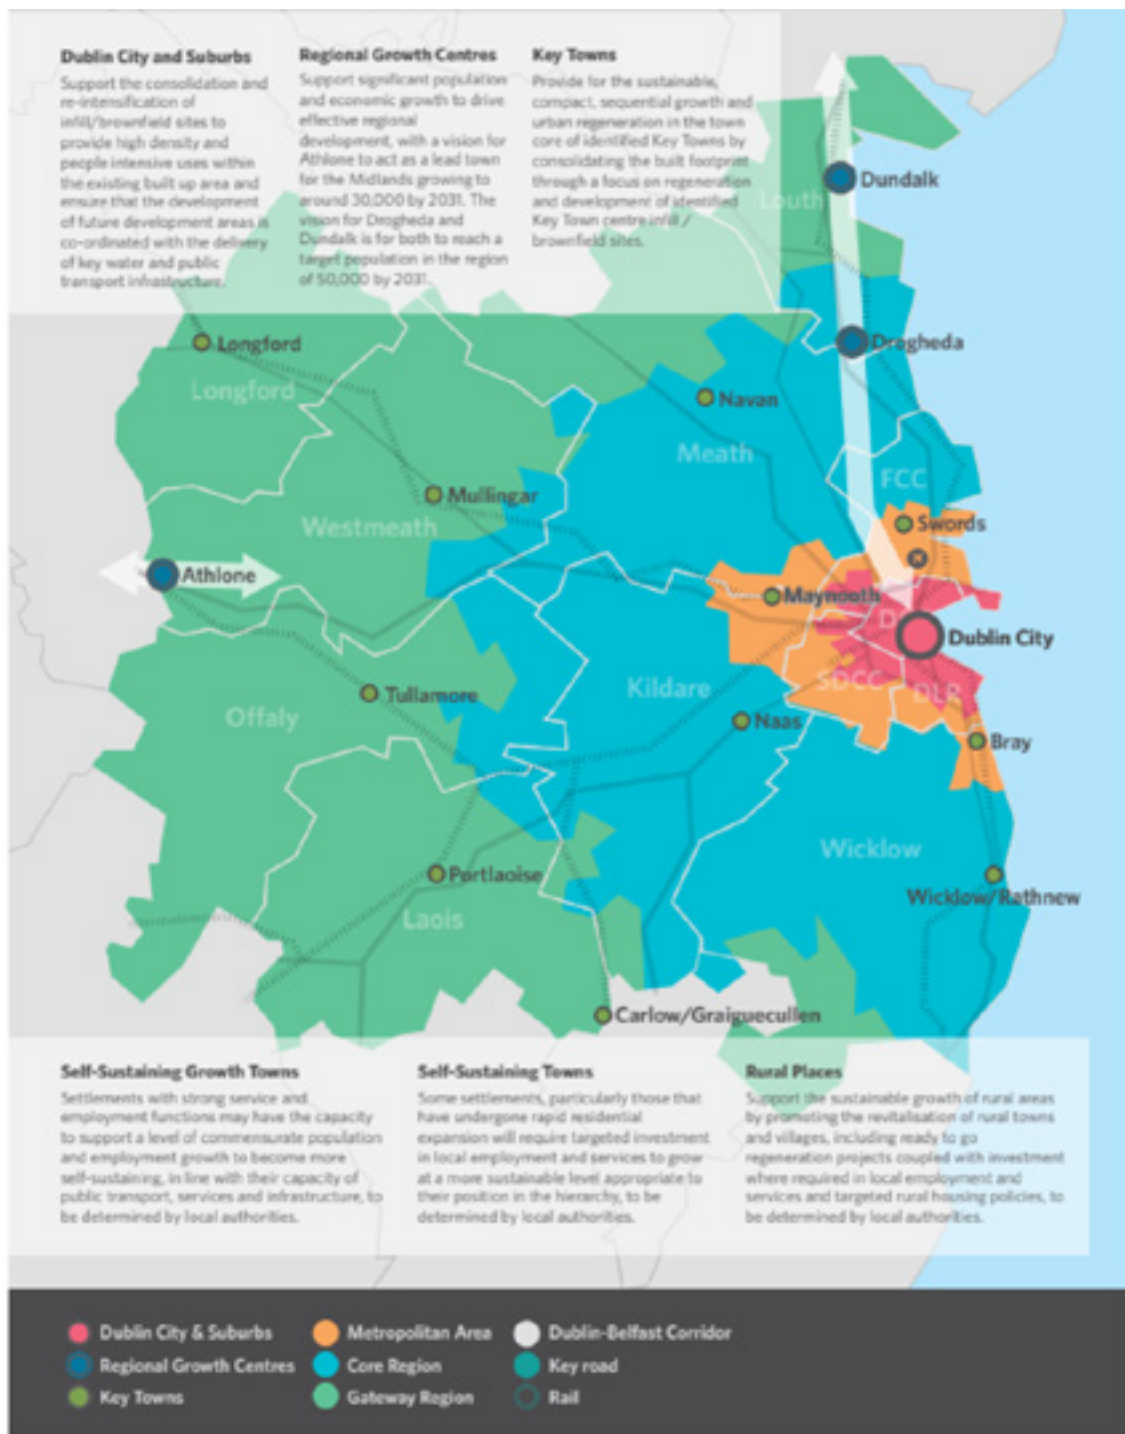 Dublin City and Suburbs
Support the consolidation and
re-intensification of
infill/brownfield sites to
provide high density and
people intensive uses within
the existing built up area and
ensure that the development
of future development areas is
co-ordinated with the delivery
of key water and public
transport infrastructure.
Regional Growth Centres
Support significant population
and economic growth to drive
effective regional
development, with a vision for
Athlone to act as a lead town
for the Midlands growing to
around 30,000 by 2031. The
vision for Drogheda and
Dundalk is for both to reach a
target population in the region
of 50,000 by 2031.
Key Towns
Provide for the sustainable,
compact, sequential growth and
urban regeneration in the town
core of identified Key Towns by
consolidating the built footprint
through a focus on regeneration
and development of identified
Key Town centre infill /
brownfield sites.
Dundalk
Louth
Longford
Drogheda
Longford
Navan
Meath
FCC
Mullingar
Westmeath
Swords
Athlone
Maynooth
Dublin City
Tullamore
Kildare
SDCC
DLR
Offaly
Naas
Bray
Wicklow
Portlaoise
Wicklow/Rathnew
Laois
Carlow/Graiguecullen
Self-Sustaining Growth Towns
Settlements with strong service and
employment functions may have the capacity
to support a level of commensurate population
and employment growth to become more
self-sustaining, in line with their capacity of
public transport, services and infrastructure, to
be determined by local authorities.
Self-Sustaining Towns
Some settlements, particularly those that
have undergone rapid residential
expansion will require targeted investment
in local employment and services to grow
at a more sustainable level appropriate to
their position in the hierarchy, to be
determined by local authorities.
Rural Places
Support the sustainable growth of rural areas
by promoting the revitalisation of rural towns
and villages, including ready to go
regeneration projects coupled with investment
where required in local employment and
services and targeted rural housing policies, to
be determined by local authorities.
Dublin City & Suburbs
Regional Growth Centres
Key Towns
Metropolitan Area
Core Region
Gateway Region
Dublin-Belfast Corridor
Key road
Rail